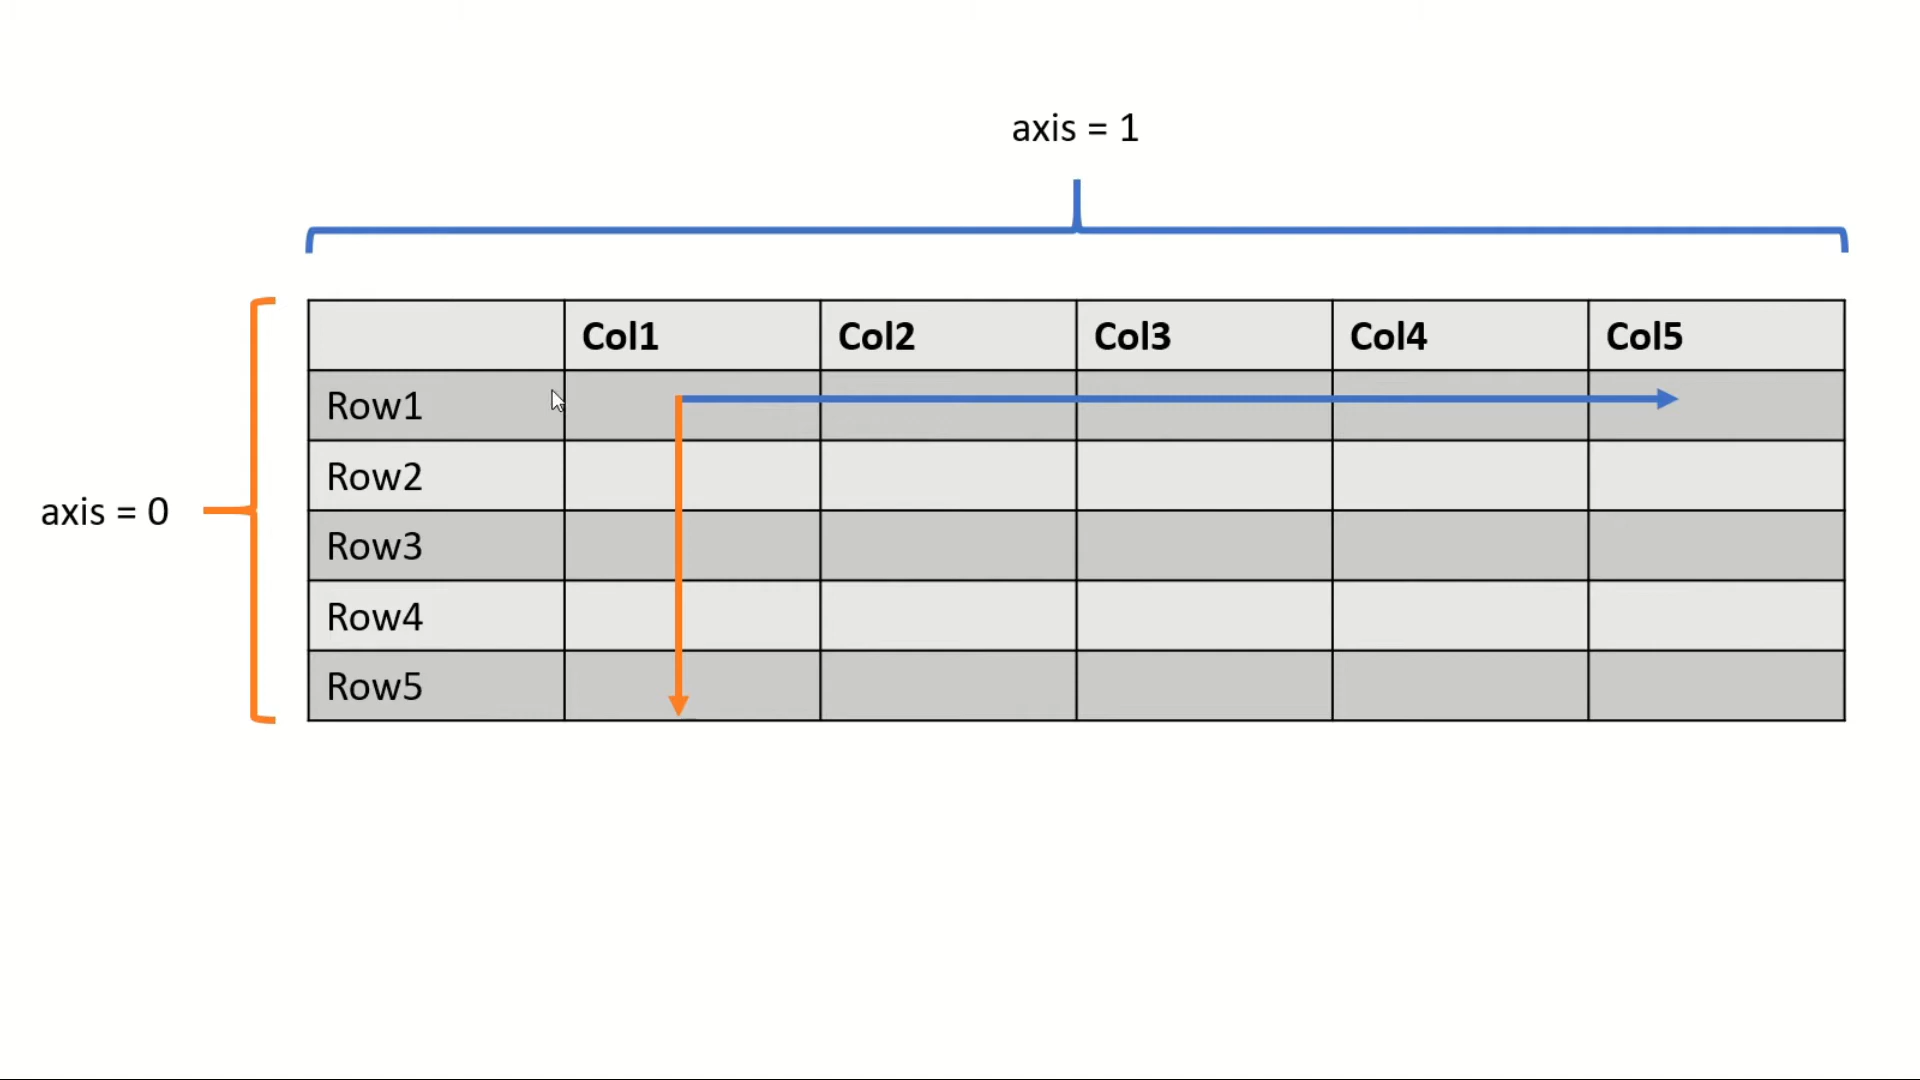 axis = 1
Col1 Col2 Col3 Col4 Col5
Row1
Row2
axis = 0
Row3
Row4
Row5